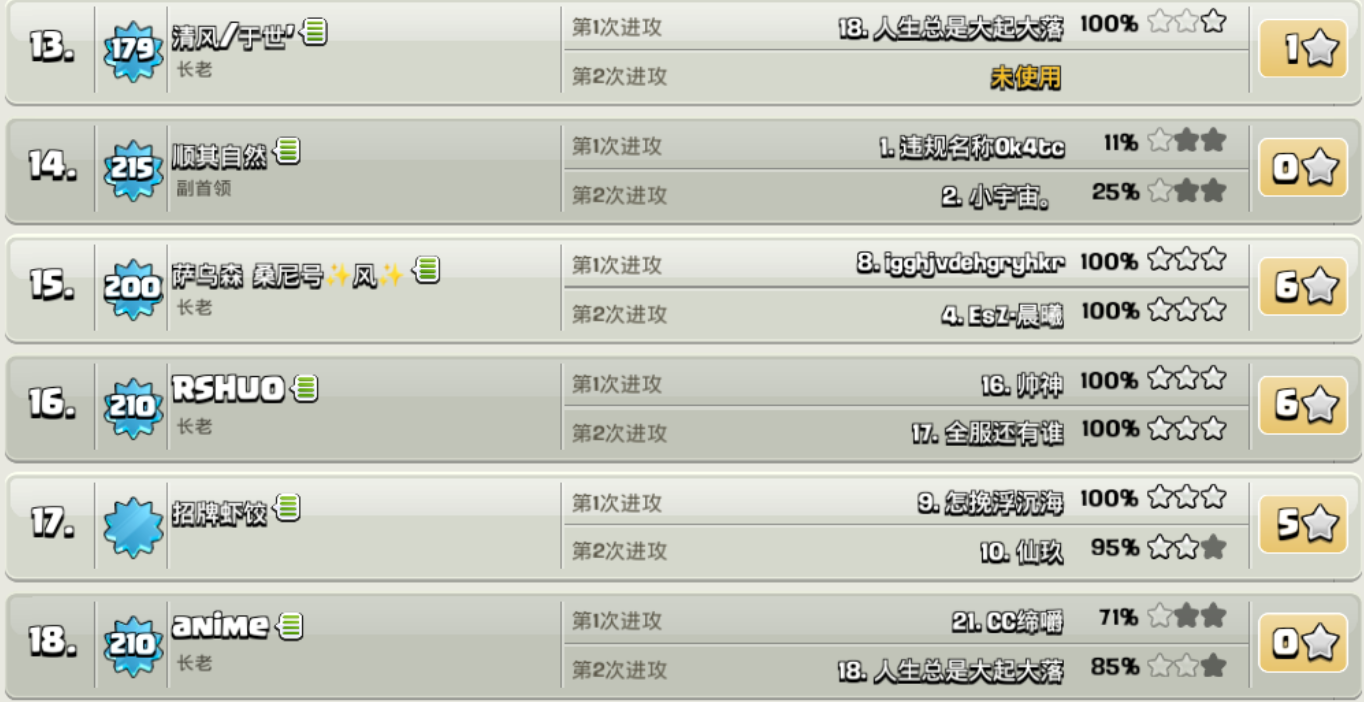 13.
179
清风/于世’
长老
第1次进攻
18. 人生总是大起大落 100%
第2次进攻
未使用
1
14.
215
顺其自然
副首领
第1次进攻
1. 违规名称0k4tc 11%
第2次进攻
2. 小宇宙。 25%
0
15.
200
萨乌森 桑尼号✨风✨
长老
第1次进攻
8. igghjvdehgryhkr 100%
第2次进攻
4. EsZ·晨曦 100%
6
16.
210
RSHUO
长老
第1次进攻
16. 帅神 100%
第2次进攻
17. 全服还有谁 100%
6
17.
招牌虾饺
第1次进攻
9. 怎挽浮沉海 100%
第2次进攻
10. 仙玖 95%
5
18.
210
aNiMe
长老
第1次进攻
21. CC缔嚼 71%
第2次进攻
18. 人生总是大起大落 85%
0